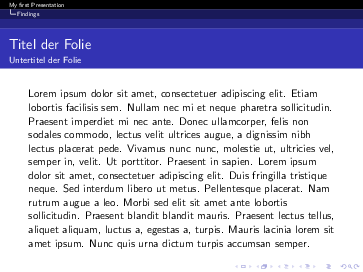 My first Presentation
Findings
Titel der Folie
Untertitel der Folie
Lorem ipsum dolor sit amet, consectetuer adipiscing elit. Etiam
lobortis facilisis sem. Nullam nec mi et neque pharetra sollicitudin.
Praesent imperdiet mi nec ante. Donec ullamcorper, felis non
sodales commodo, lectus velit ultrices augue, a dignissim nibh
lectus placerat pede. Vivamus nunc nunc, molestie ut, ultricies vel,
semper in, velit. Ut porttitor. Praesent in sapien. Lorem ipsum
dolor sit amet, consectetuer adipiscing elit. Duis fringilla tristique
neque. Sed interdum libero ut metus. Pellentesque placerat. Nam
rutrum augue a leo. Morbi sed elit sit amet ante lobortis
sollicitudin. Praesent blandit blandit mauris. Praesent lectus tellus,
aliquet aliquam, luctus a, egestas a, turpis. Mauris lacinia lorem sit
amet ipsum. Nunc quis urna dictum turpis accumsan semper.